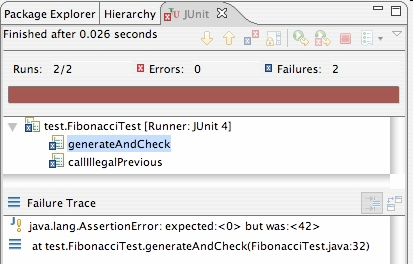 Package Explorer Hierarchy JUnit
Finished after 0.026 seconds
Runs: 2/2 Errors: 0 Failures: 2
test.FibonacciTest [Runner: JUnit 4]
generateAndCheck
callIllegalPrevious
Failure Trace
java.lang.AssertionError: expected:<0> but was:<42>
at test.FibonacciTest.generateAndCheck(FibonacciTest.java:32)